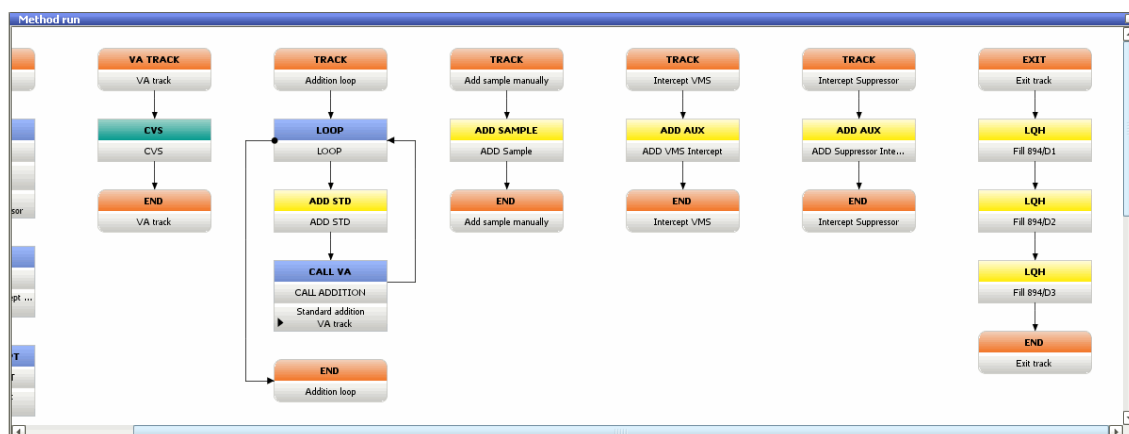 Method run
sor
ept ...
PT
T
VA TRACK
VA track
CVS
CVS
END
VA track
TRACK
Addition loop
LOOP
LOOP
ADD STD
ADD STD
CALL VA
CALL ADDITION
Standard addition
VA track
END
Addition loop
TRACK
Add sample manually
ADD SAMPLE
ADD Sample
END
Add sample manually
TRACK
Intercept VMS
ADD AUX
ADD VMS Intercept
END
Intercept VMS
TRACK
Intercept Suppressor
ADD AUX
ADD Suppressor Inte...
END
Intercept Suppressor
EXIT
Exit track
LQH
Fill 894/D1
LQH
Fill 894/D2
LQH
Fill 894/D3
END
Exit track